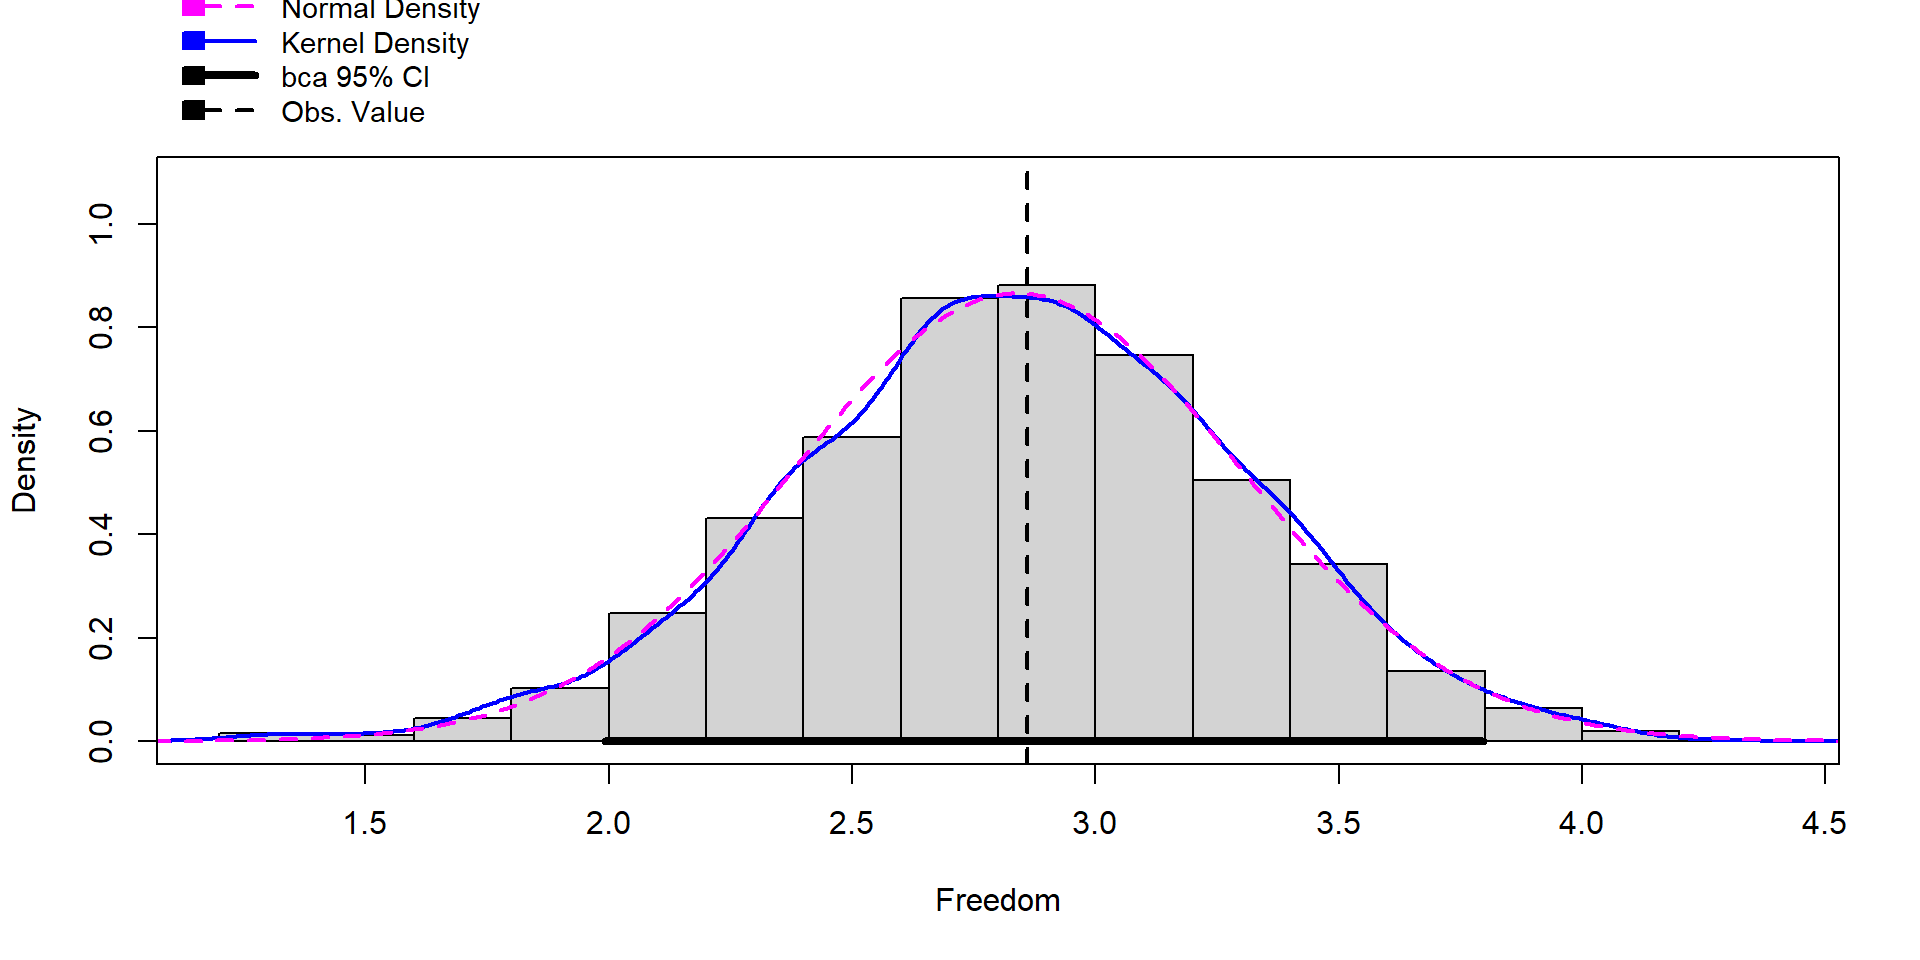 Normal Density
Kernel Density
bca 95% CI
Obs. Value
Density
1.0
0.8
0.6
0.4
0.2
0.0
1.5 2.0 2.5 3.0 3.5 4.0 4.5
Freedom